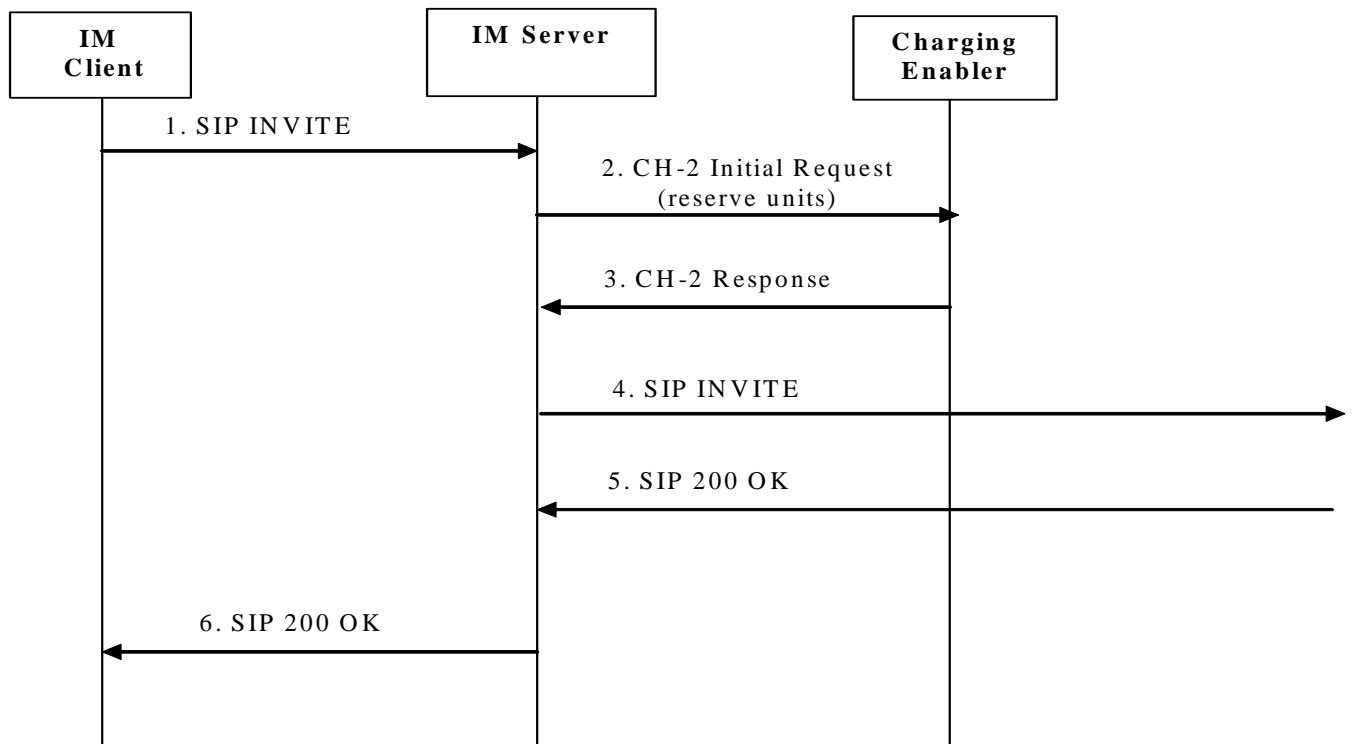 IM
Client
IM Server
Charging
Enabler
1. SIP INVITE
2. CH-2 Initial Request
(reserve units)
3. CH-2 Response
4. SIP INVITE
5. SIP 200 OK
6. SIP 200 OK